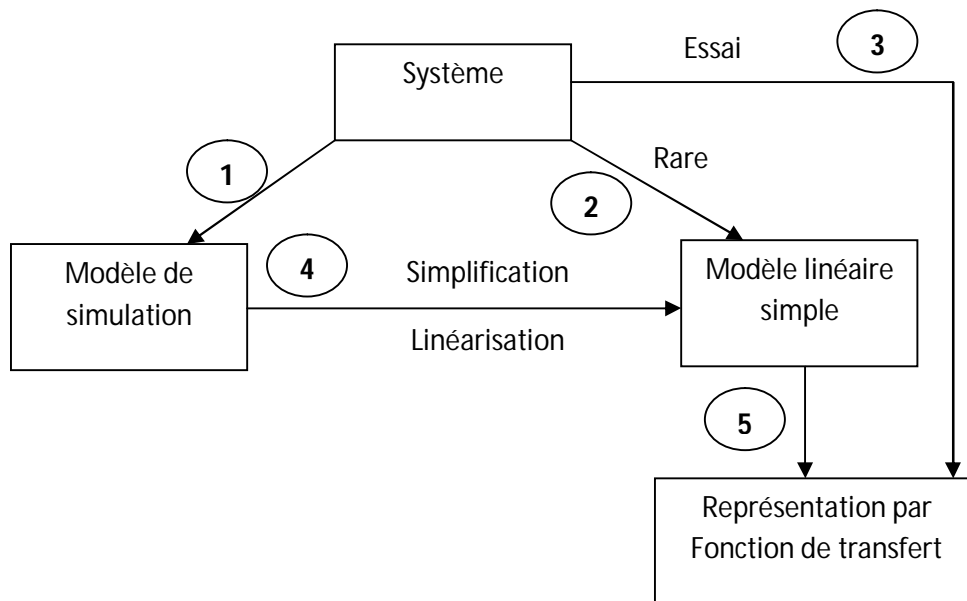 Essai
3
Système
Rare
1
2
Modèle de
simulation
4
Simplification
Linéarisation
Modèle linéaire
simple
5
Représentation par
Fonction de transfert